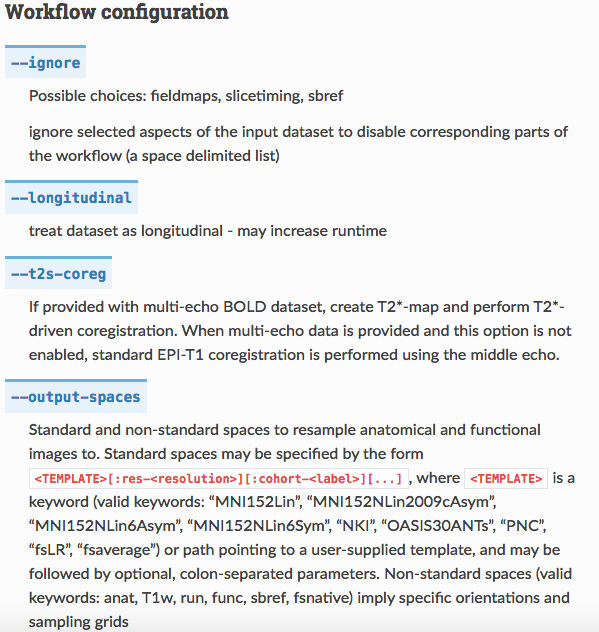 Workflow configuration
--ignore
Possible choices: fieldmaps, slicetiming, sbref
ignore selected aspects of the input dataset to disable corresponding parts of
the workflow (a space delimited list)
--longitudinal
treat dataset as longitudinal - may increase runtime
--t2s-coreg
If provided with multi-echo BOLD dataset, create T2*-map and perform T2*-
driven coregistration. When multi-echo data is provided and this option is not
enabled, standard EPI-T1 coregistration is performed using the middle echo.
--output-spaces
Standard and non-standard spaces to resample anatomical and functional
images to. Standard spaces may be specified by the form
<TEMPLATE>[:res-<resolution>][:cohort-<label>][...] , where <TEMPLATE> is a
keyword (valid keywords: “MNI152Lin”, “MNI152NLin2009cAsym”,
“MNI152NLin6Asym”, “MNI152NLin6Sym”, “NKI”, “OASIS30ANTs”, “PNC”,
“fsLR”, “fsaverage”) or path pointing to a user-supplied template, and may be
followed by optional, colon-separated parameters. Non-standard spaces (valid
keywords: anat, T1w, run, func, sbref, fsnative) imply specific orientations and
sampling grids